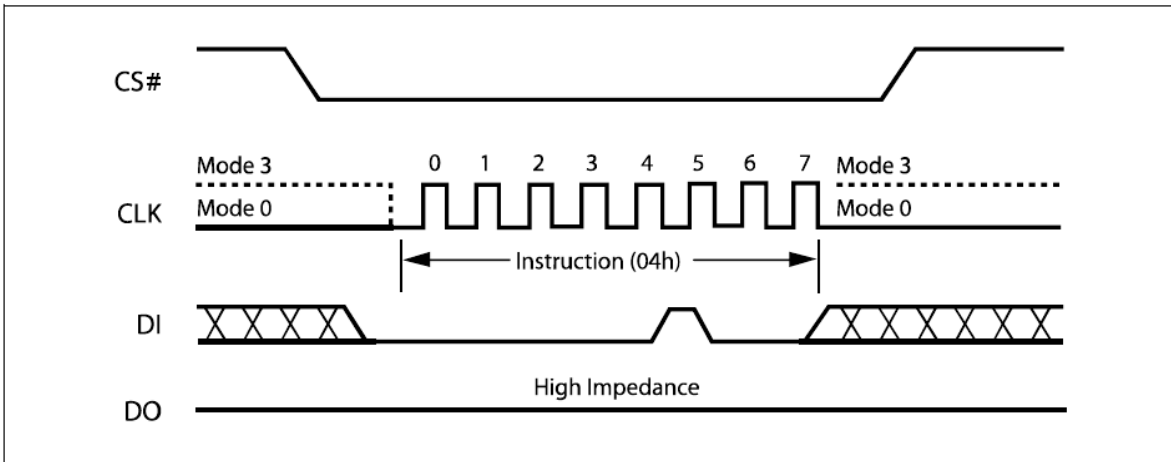 CS#
Mode 3
0 1 2 3 4 5 6 7
Mode 3
CLK
Mode 0
Mode 0
Instruction (04h)
DI
High Impedance
DO